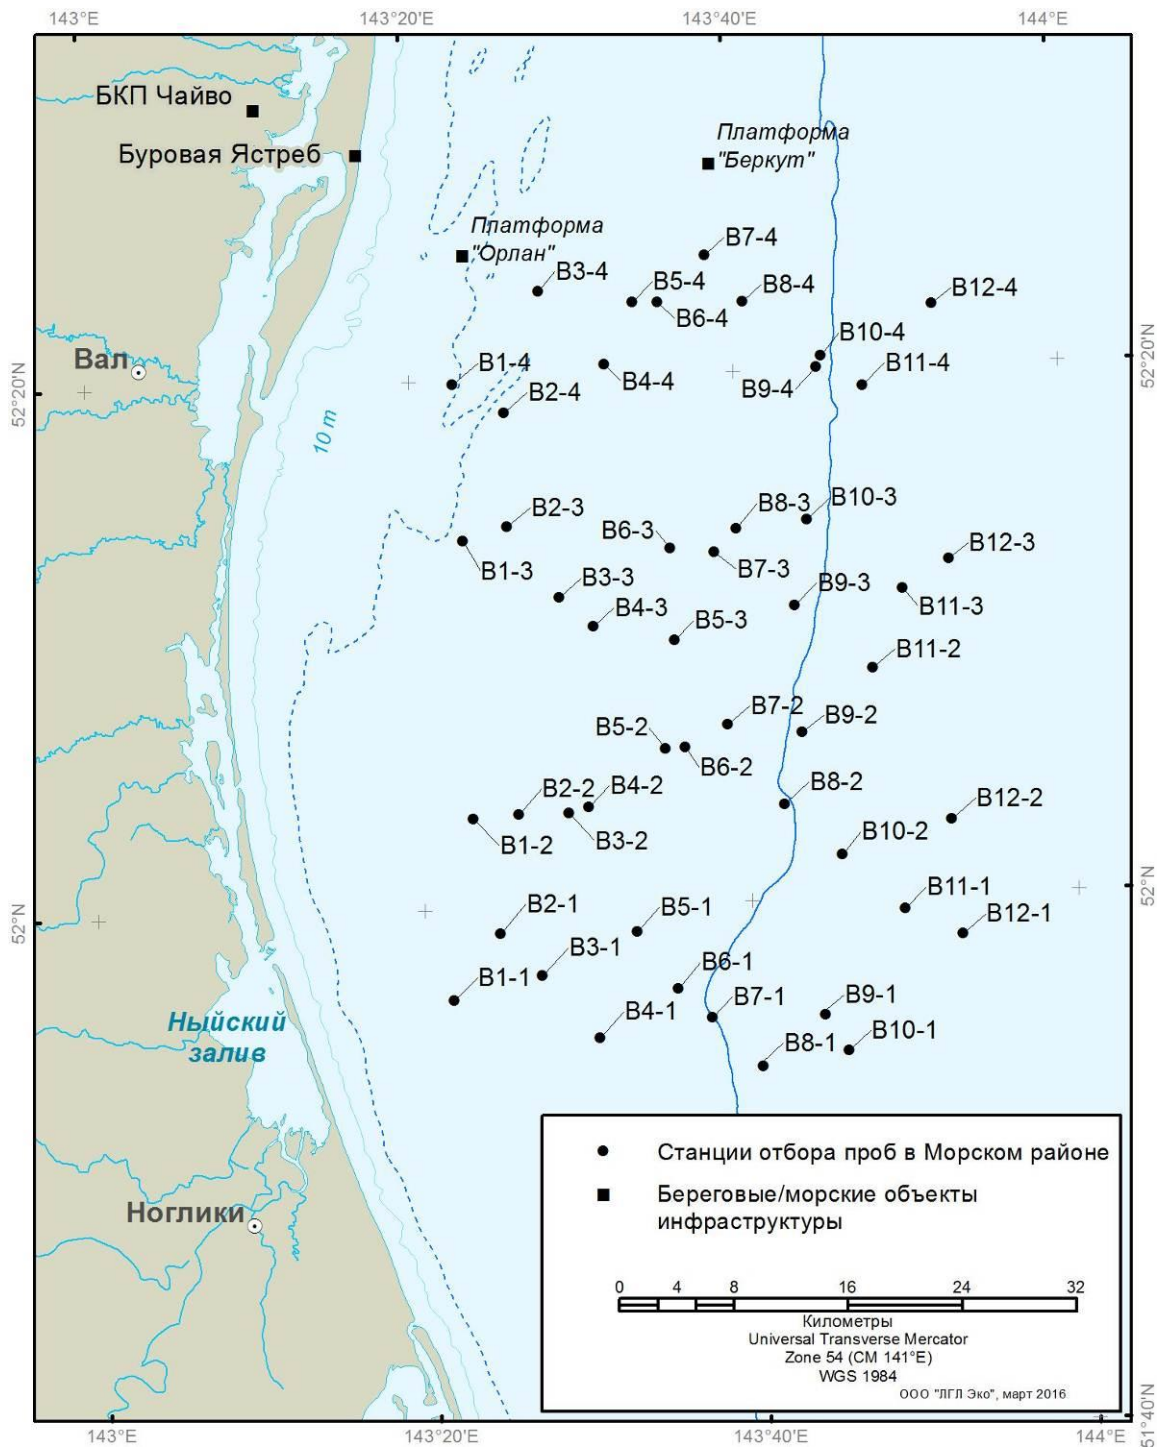 143°E
143°20'E
143°40'E
144°E
БКП Чайво
Буровая Ястреб
Платформа
"Беркут"
Платформа
"Орлан"
B7-4
B3-4
B5-4
B8-4
B12-4
B6-4
B10-4
Вал
B1-4
B4-4
B9-4
B11-4
52°20'N
52°20'N
B2-4
10 m
B8-3
B10-3
B2-3
B6-3
B12-3
B1-3
B7-3
B3-3
B9-3
B11-3
B4-3
B5-3
B11-2
B7-2
B5-2
B9-2
B6-2
B2-2
B4-2
B8-2
B12-2
B1-2
B3-2
B10-2
52°N
52°N
B11-1
B2-1
B5-1
B12-1
B3-1
B6-1
B1-1
B7-1
B9-1
Ныйский
залив
B4-1
B8-1
B10-1
Станции отбора проб в Морском районе
Береговые/морские объекты
инфраструктуры
Ноглики
0 4 8 16 24 32
Километры
Universal Transverse Mercator
Zone 54 (CM 141°E)
WGS 1984
ООО "ЛГЛ Эко", март 2016
51°40'N
143°E
143°20'E
143°40'E
144°E